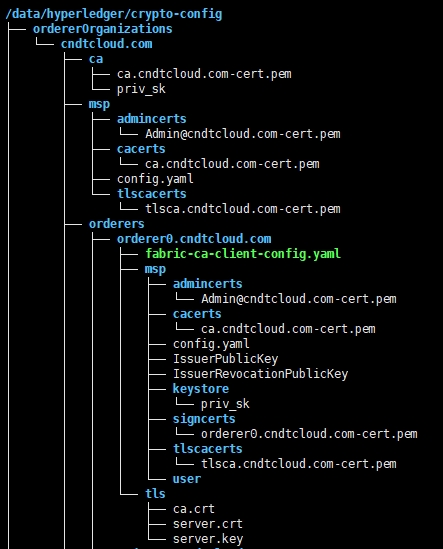 /data/hyperledger/crypto-config
├── ordererOrganizations
│   └── cndtcloud.com
│       ├── ca
│       │   ├── ca.cndtcloud.com-cert.pem
│       │   └── priv_sk
│       ├── msp
│       │   ├── admincerts
│       │   │   └── Admin@cndtcloud.com-cert.pem
│       │   ├── cacerts
│       │   │   └── ca.cndtcloud.com-cert.pem
│       │   ├── config.yaml
│       │   └── tlscacerts
│       │       └── tlsca.cndtcloud.com-cert.pem
│       ├── orderers
│       │   ├── orderer0.cndtcloud.com
│       │   │   ├── fabric-ca-client-config.yaml
│       │   │   ├── msp
│       │   │   │   ├── admincerts
│       │   │   │   │   └── Admin@cndtcloud.com-cert.pem
│       │   │   │   ├── cacerts
│       │   │   │   │   └── ca.cndtcloud.com-cert.pem
│       │   │   │   ├── config.yaml
│       │   │   │   ├── IssuerPublicKey
│       │   │   │   ├── IssuerRevocationPublicKey
│       │   │   │   ├── keystore
│       │   │   │   │   └── priv_sk
│       │   │   │   ├── signcerts
│       │   │   │   │   └── orderer0.cndtcloud.com-cert.pem
│       │   │   │   ├── tlscacerts
│       │   │   │   │   └── tlsca.cndtcloud.com-cert.pem
│       │   │   │   └── user
│       │   │   └── tls
│       │   │       ├── ca.crt
│       │   │       ├── server.crt
│       │   │       └── server.key